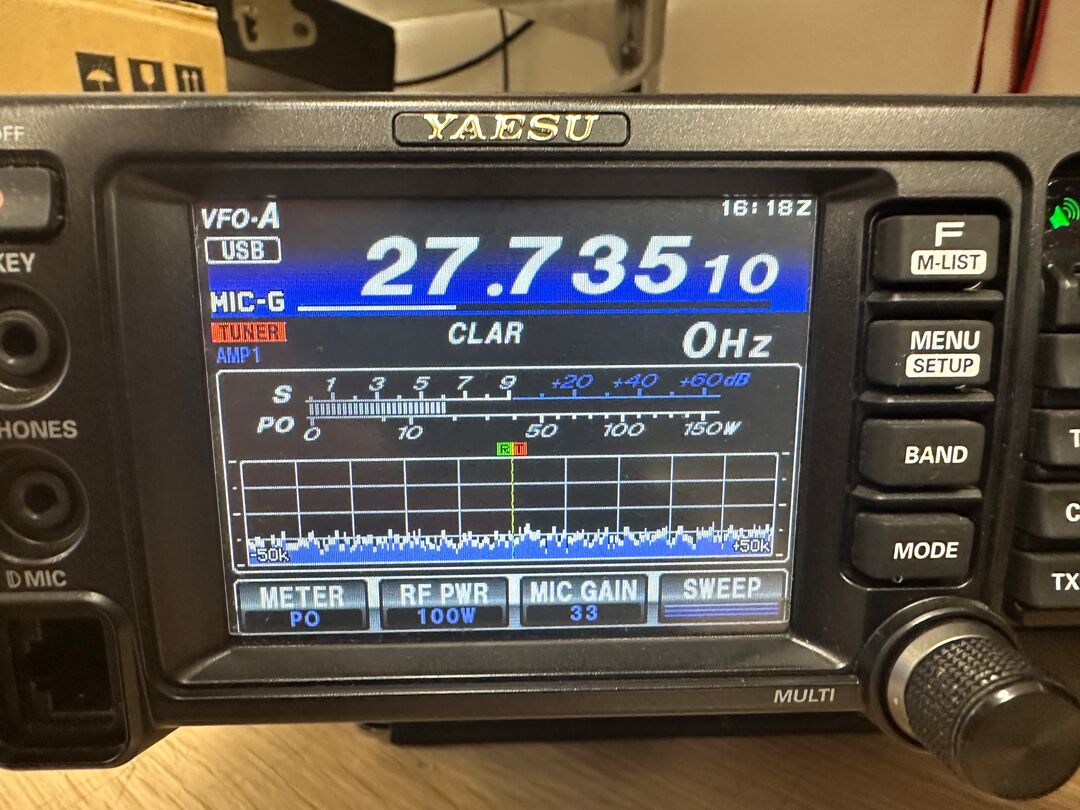 YAESU
OFF
KEY
PHONES
MIC
VFO-A
16:18Z
USB
27.735 10
MIC-G
TUNER
CLAR
0Hz
AMP1
S 1 3 5 7 9 +20 +40 +60dB
PO 0 10 50 100 150W
R T
-50k
+50k
METER
PO
RF PWR
100W
MIC GAIN
33
SWEEP
MULTI
F
M-LIST
MENU
SETUP
BAND
MODE
T
C
TX